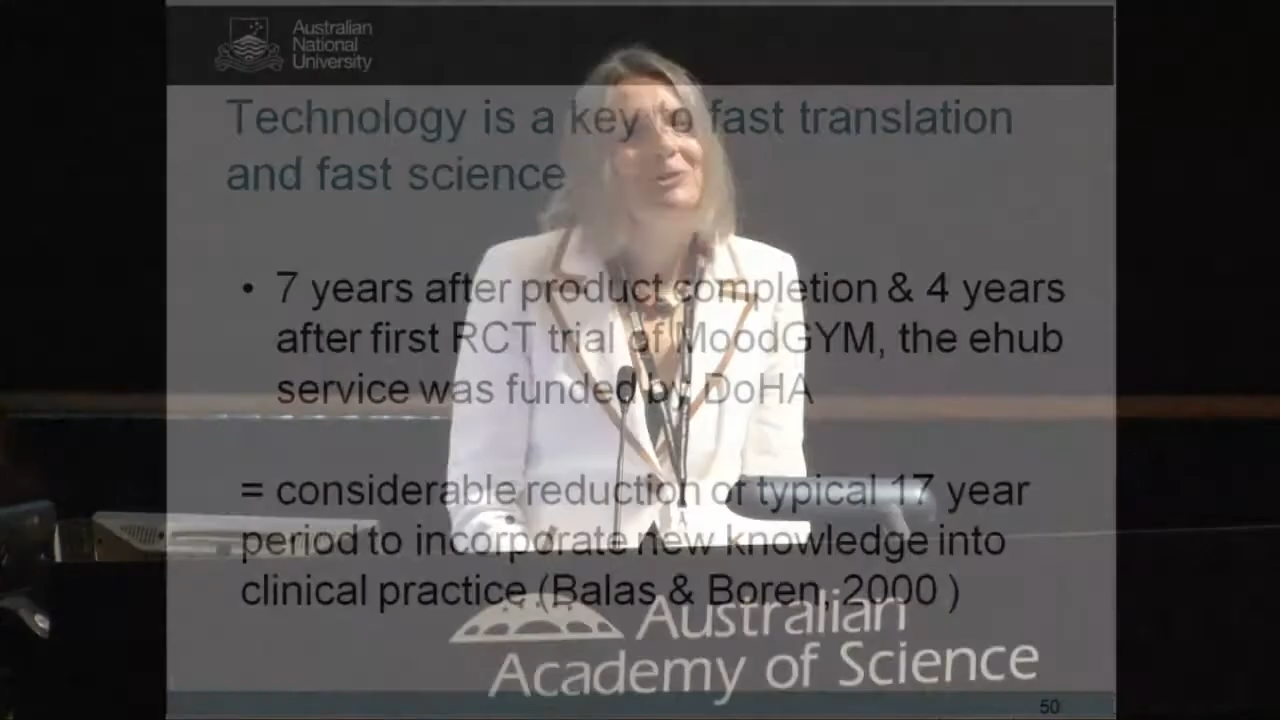 Australian
National
University
Technology is a key to fast translation
and fast science
• 7 years after product completion & 4 years
after first RCT trial of MoodGYM, the ehub
service was funded by DoHA
= considerable reduction of typical 17 year
period to incorporate new knowledge into
clinical practice (Balas & Boren, 2000 )
Australian
Academy of Science
50